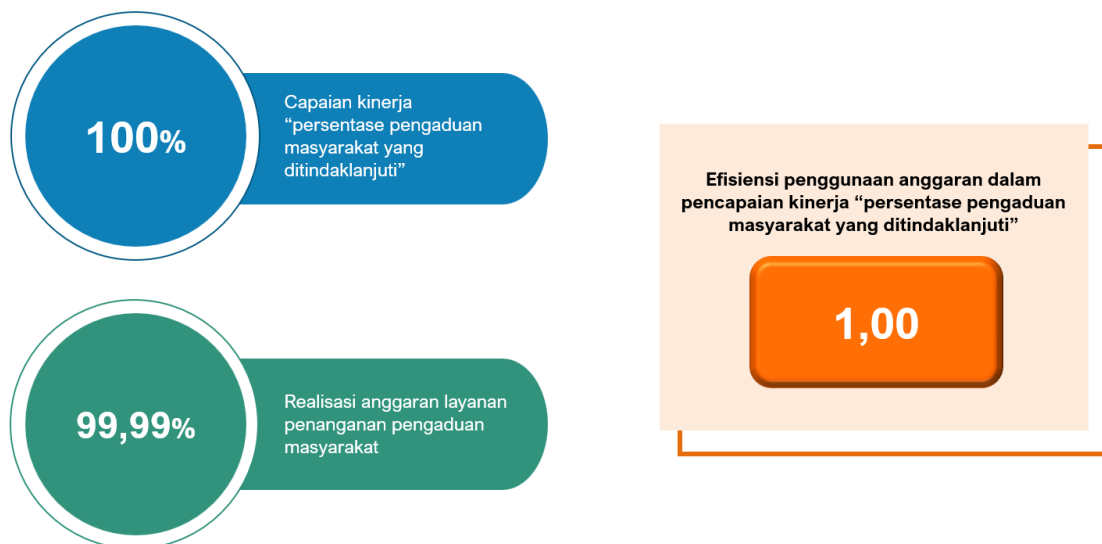 100%
Capaian kinerja
“persentase pengaduan
masyarakat yang
ditindaklanjuti”
99,99%
Realisasi anggaran layanan
penanganan pengaduan
masyarakat
Efisiensi penggunaan anggaran dalam
pencapaian kinerja “persentase pengaduan
masyarakat yang ditindaklanjuti”
1,00